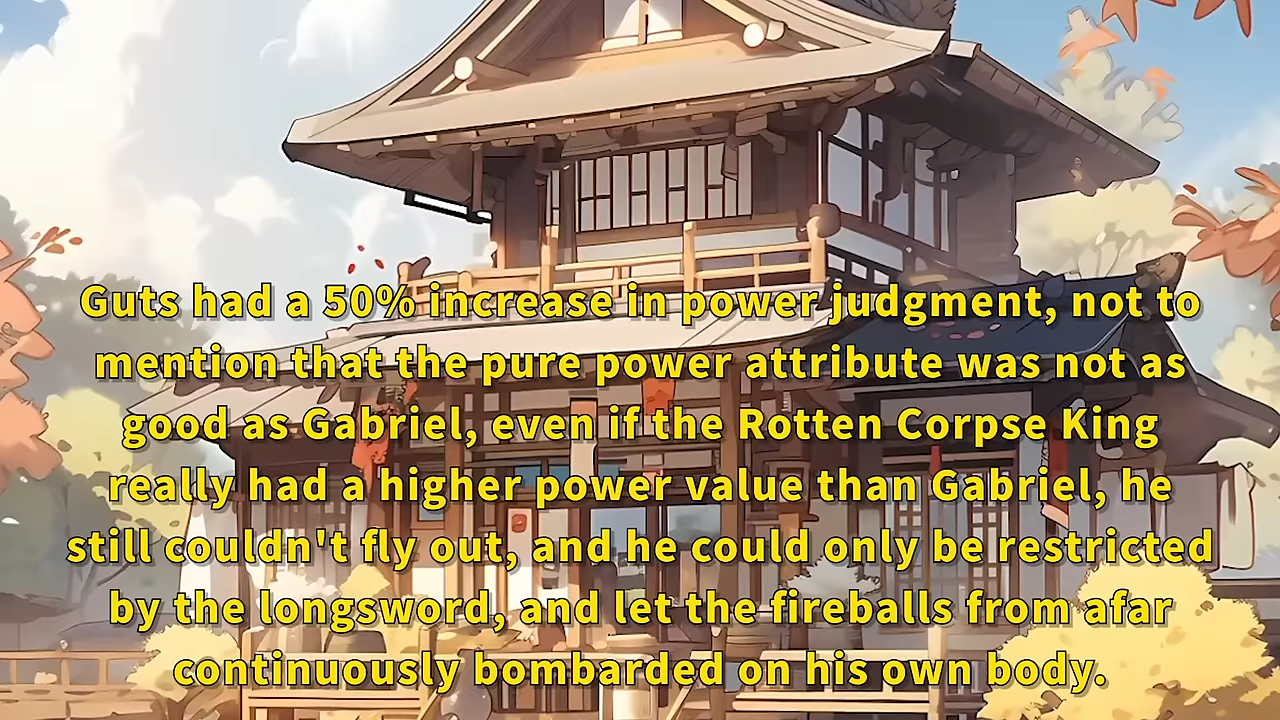 Guts had a 50% increase in power judgment, not to
mention that the pure power attribute was not as
good as Gabriel, even if the Rotten Corpse King
really had a higher power value than Gabriel, he
still couldn't fly out, and he could only be restricted
by the longsword, and let the fireballs from afar
continuously bombarded on his own body.